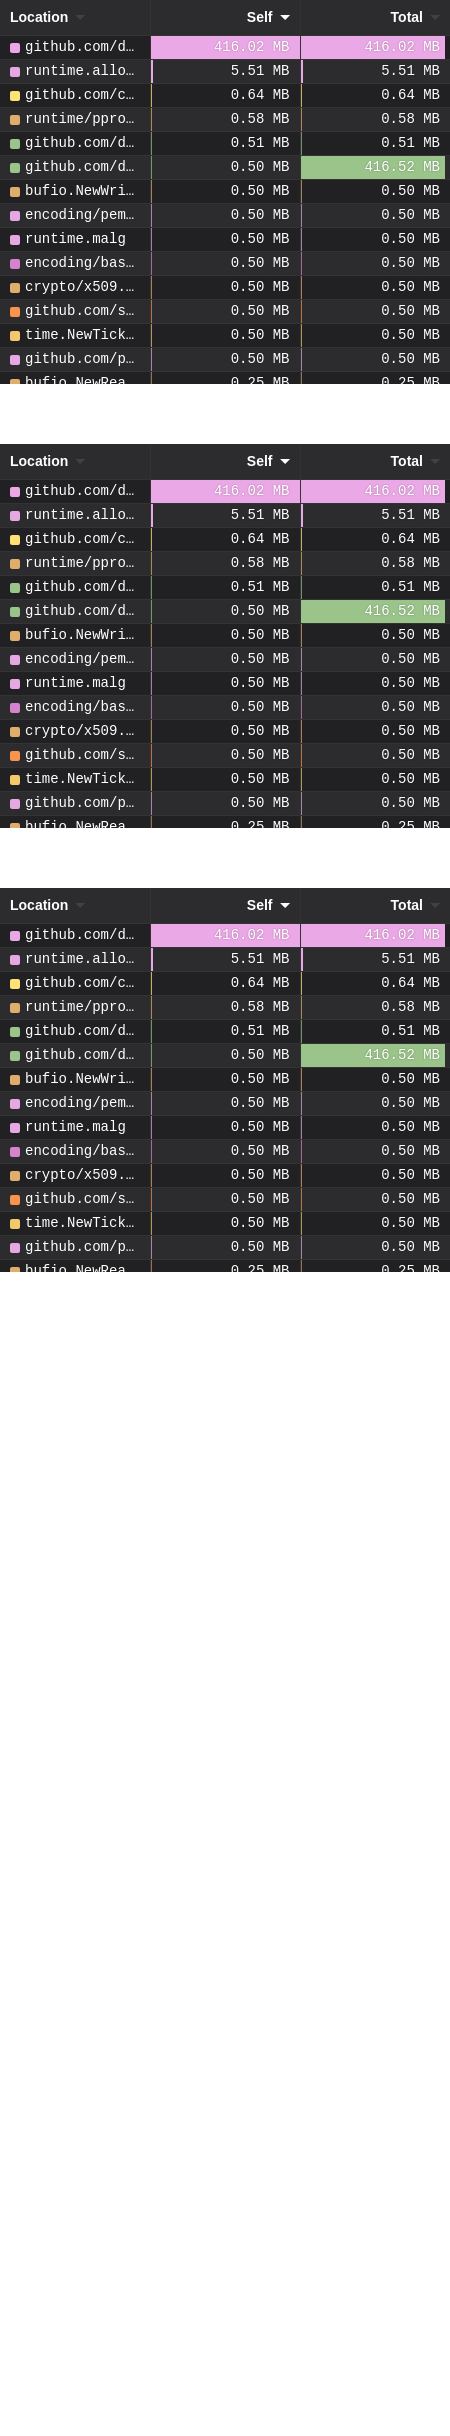 Location Self Total
github.com/d… 416.02 MB 416.02 MB
runtime.allo… 5.51 MB 5.51 MB
github.com/c… 0.64 MB 0.64 MB
runtime/ppro… 0.58 MB 0.58 MB
github.com/d… 0.51 MB 0.51 MB
github.com/d… 0.50 MB 416.52 MB
bufio.NewWri… 0.50 MB 0.50 MB
encoding/pem… 0.50 MB 0.50 MB
runtime.malg 0.50 MB 0.50 MB
encoding/bas… 0.50 MB 0.50 MB
crypto/x509.… 0.50 MB 0.50 MB
github.com/s… 0.50 MB 0.50 MB
time.NewTick… 0.50 MB 0.50 MB
github.com/p… 0.50 MB 0.50 MB
bufio.NewRea… 0.25 MB 0.25 MB
Location Self Total
github.com/d… 416.02 MB 416.02 MB
runtime.allo… 5.51 MB 5.51 MB
github.com/c… 0.64 MB 0.64 MB
runtime/ppro… 0.58 MB 0.58 MB
github.com/d… 0.51 MB 0.51 MB
github.com/d… 0.50 MB 416.52 MB
bufio.NewWri… 0.50 MB 0.50 MB
encoding/pem… 0.50 MB 0.50 MB
runtime.malg 0.50 MB 0.50 MB
encoding/bas… 0.50 MB 0.50 MB
crypto/x509.… 0.50 MB 0.50 MB
github.com/s… 0.50 MB 0.50 MB
time.NewTick… 0.50 MB 0.50 MB
github.com/p… 0.50 MB 0.50 MB
bufio.NewRea… 0.25 MB 0.25 MB
Location Self Total
github.com/d… 416.02 MB 416.02 MB
runtime.allo… 5.51 MB 5.51 MB
github.com/c… 0.64 MB 0.64 MB
runtime/ppro… 0.58 MB 0.58 MB
github.com/d… 0.51 MB 0.51 MB
github.com/d… 0.50 MB 416.52 MB
bufio.NewWri… 0.50 MB 0.50 MB
encoding/pem… 0.50 MB 0.50 MB
runtime.malg 0.50 MB 0.50 MB
encoding/bas… 0.50 MB 0.50 MB
crypto/x509.… 0.50 MB 0.50 MB
github.com/s… 0.50 MB 0.50 MB
time.NewTick… 0.50 MB 0.50 MB
github.com/p… 0.50 MB 0.50 MB
bufio.NewRea… 0.25 MB 0.25 MB